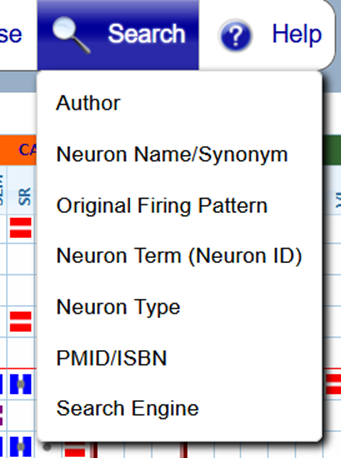 se
Search
Help
Author
CA
Neuron Name/Synonym
SR
Original Firing Pattern
Neuron Term (Neuron ID)
Neuron Type
PMID/ISBN
Search Engine